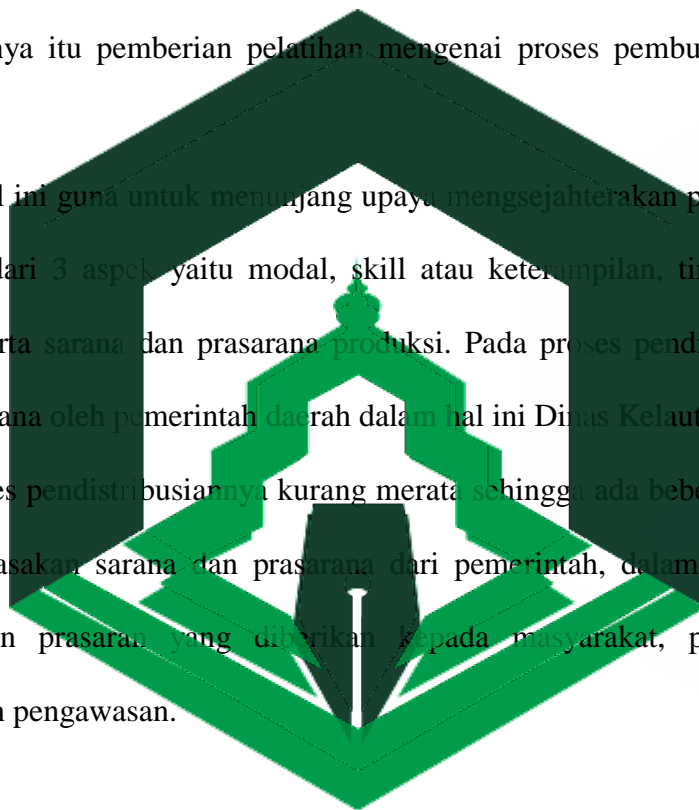 nya itu pemberian pelatihan mengenai proses pembu
l ini guna untuk menunjang upaya mengsejahterakan p
dari 3 aspek yaitu modal, skill atau keterampilan, ti
rta sarana dan prasarana produksi. Pada proses pendi
ana oleh pemerintah daerah dalam hal ini Dinas Kelaut
es pendistribusiannya kurang merata sehingga ada bebe
asakan sarana dan prasarana dari pemerintah, dalam
n prasaran yang diberikan kepada masyarakat, p
n pengawasan.